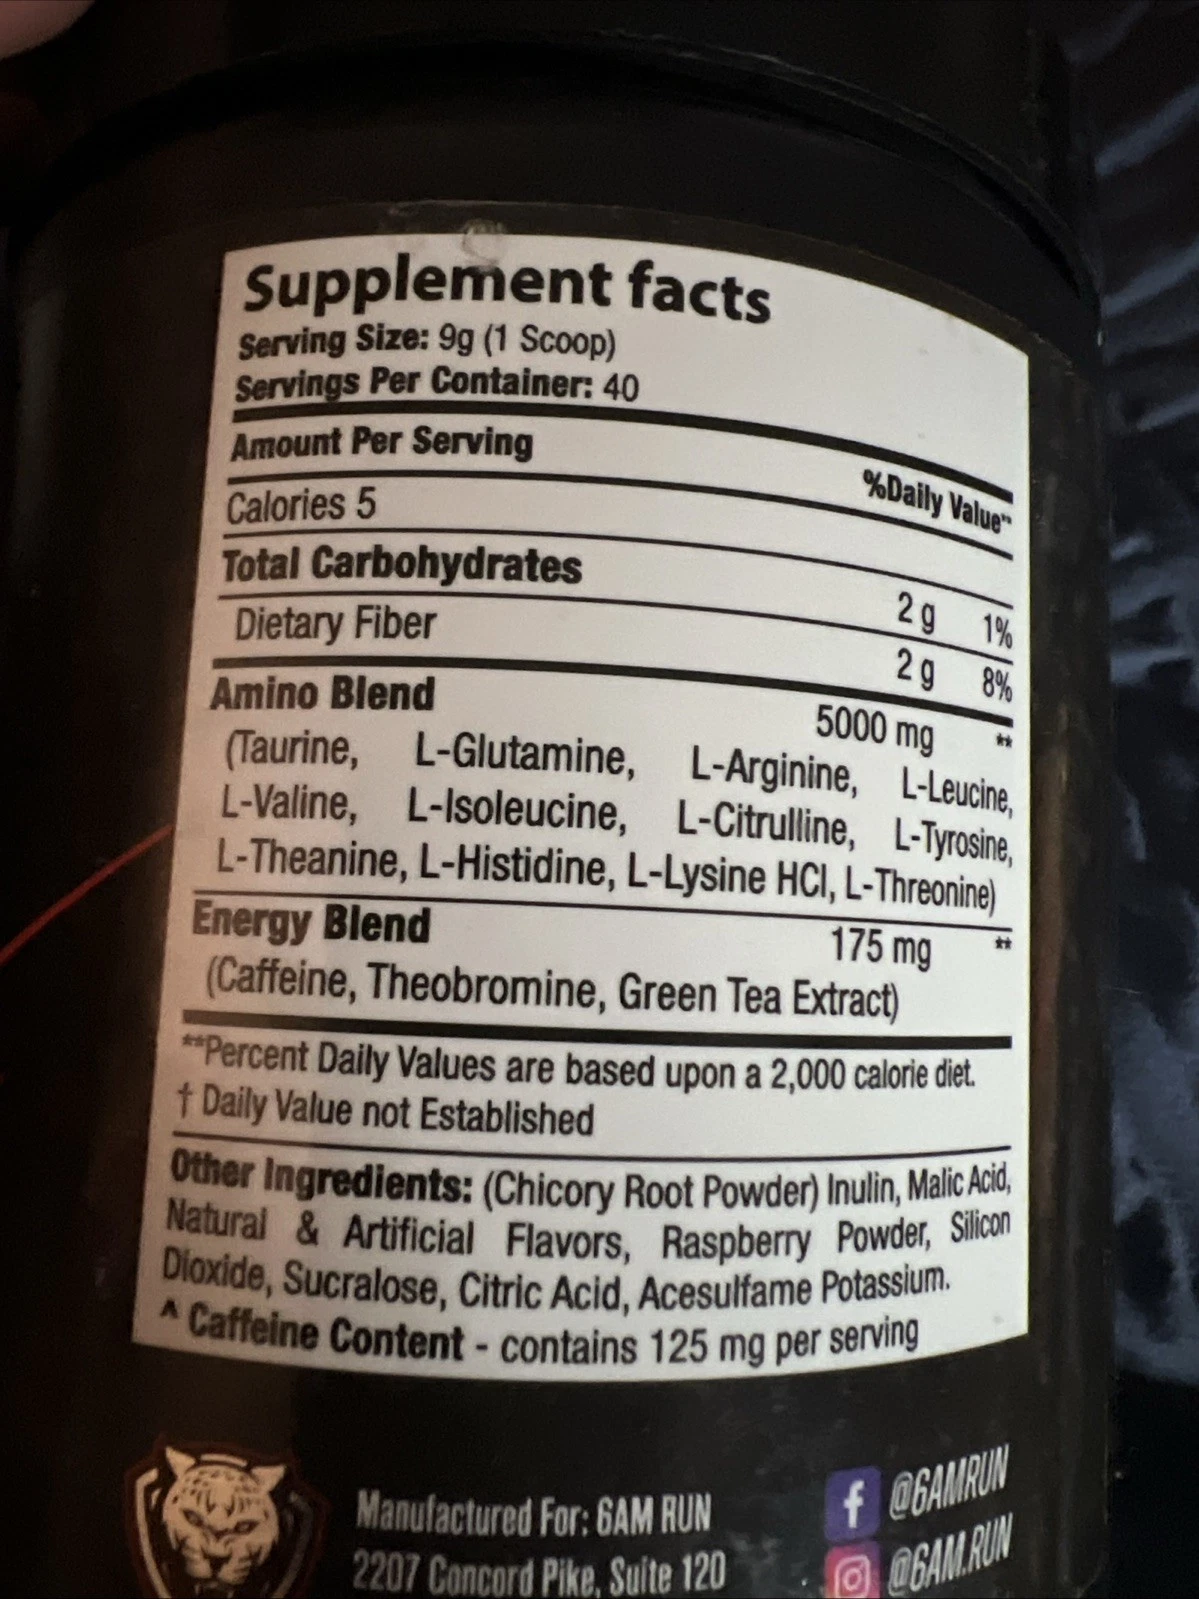 Supplement facts
Serving Size: 9g (1 Scoop)
Servings Per Container: 40
Amount Per Serving
%Daily Value**
Calories 5
Total Carbohydrates 2 g 1%
Dietary Fiber 2 g 8%
Amino Blend 5000 mg **
(Taurine, L-Glutamine, L-Arginine, L-Leucine,
L-Valine, L-Isoleucine, L-Citrulline, L-Tyrosine,
L-Theanine, L-Histidine, L-Lysine HCl, L-Threonine)
Energy Blend 175 mg **
(Caffeine, Theobromine, Green Tea Extract)
**Percent Daily Values are based upon a 2,000 calorie diet.
† Daily Value not Established
Other Ingredients: (Chicory Root Powder) Inulin, Malic Acid,
Natural & Artificial Flavors, Raspberry Powder, Silicon
Dioxide, Sucralose, Citric Acid, Acesulfame Potassium.
^ Caffeine Content - contains 125 mg per serving
Manufactured For: 6AM RUN
2207 Concord Pike, Suite 120
f @6AMRUN
@6AM.RUN